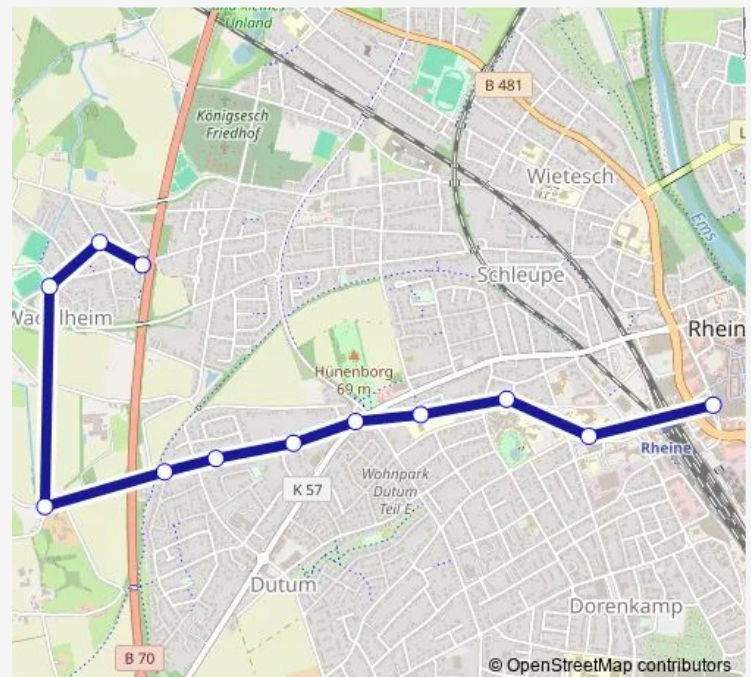 Unland
Königsesch
Friedhof
B 481
Wietesch
Ems
Schleupe
Rhein
Hünenborg
69 m
Rheine
K 57
Wohnpark
Dutum
Teil E
Dutum
Dorenkamp
B 70
© OpenStreetMap contributors